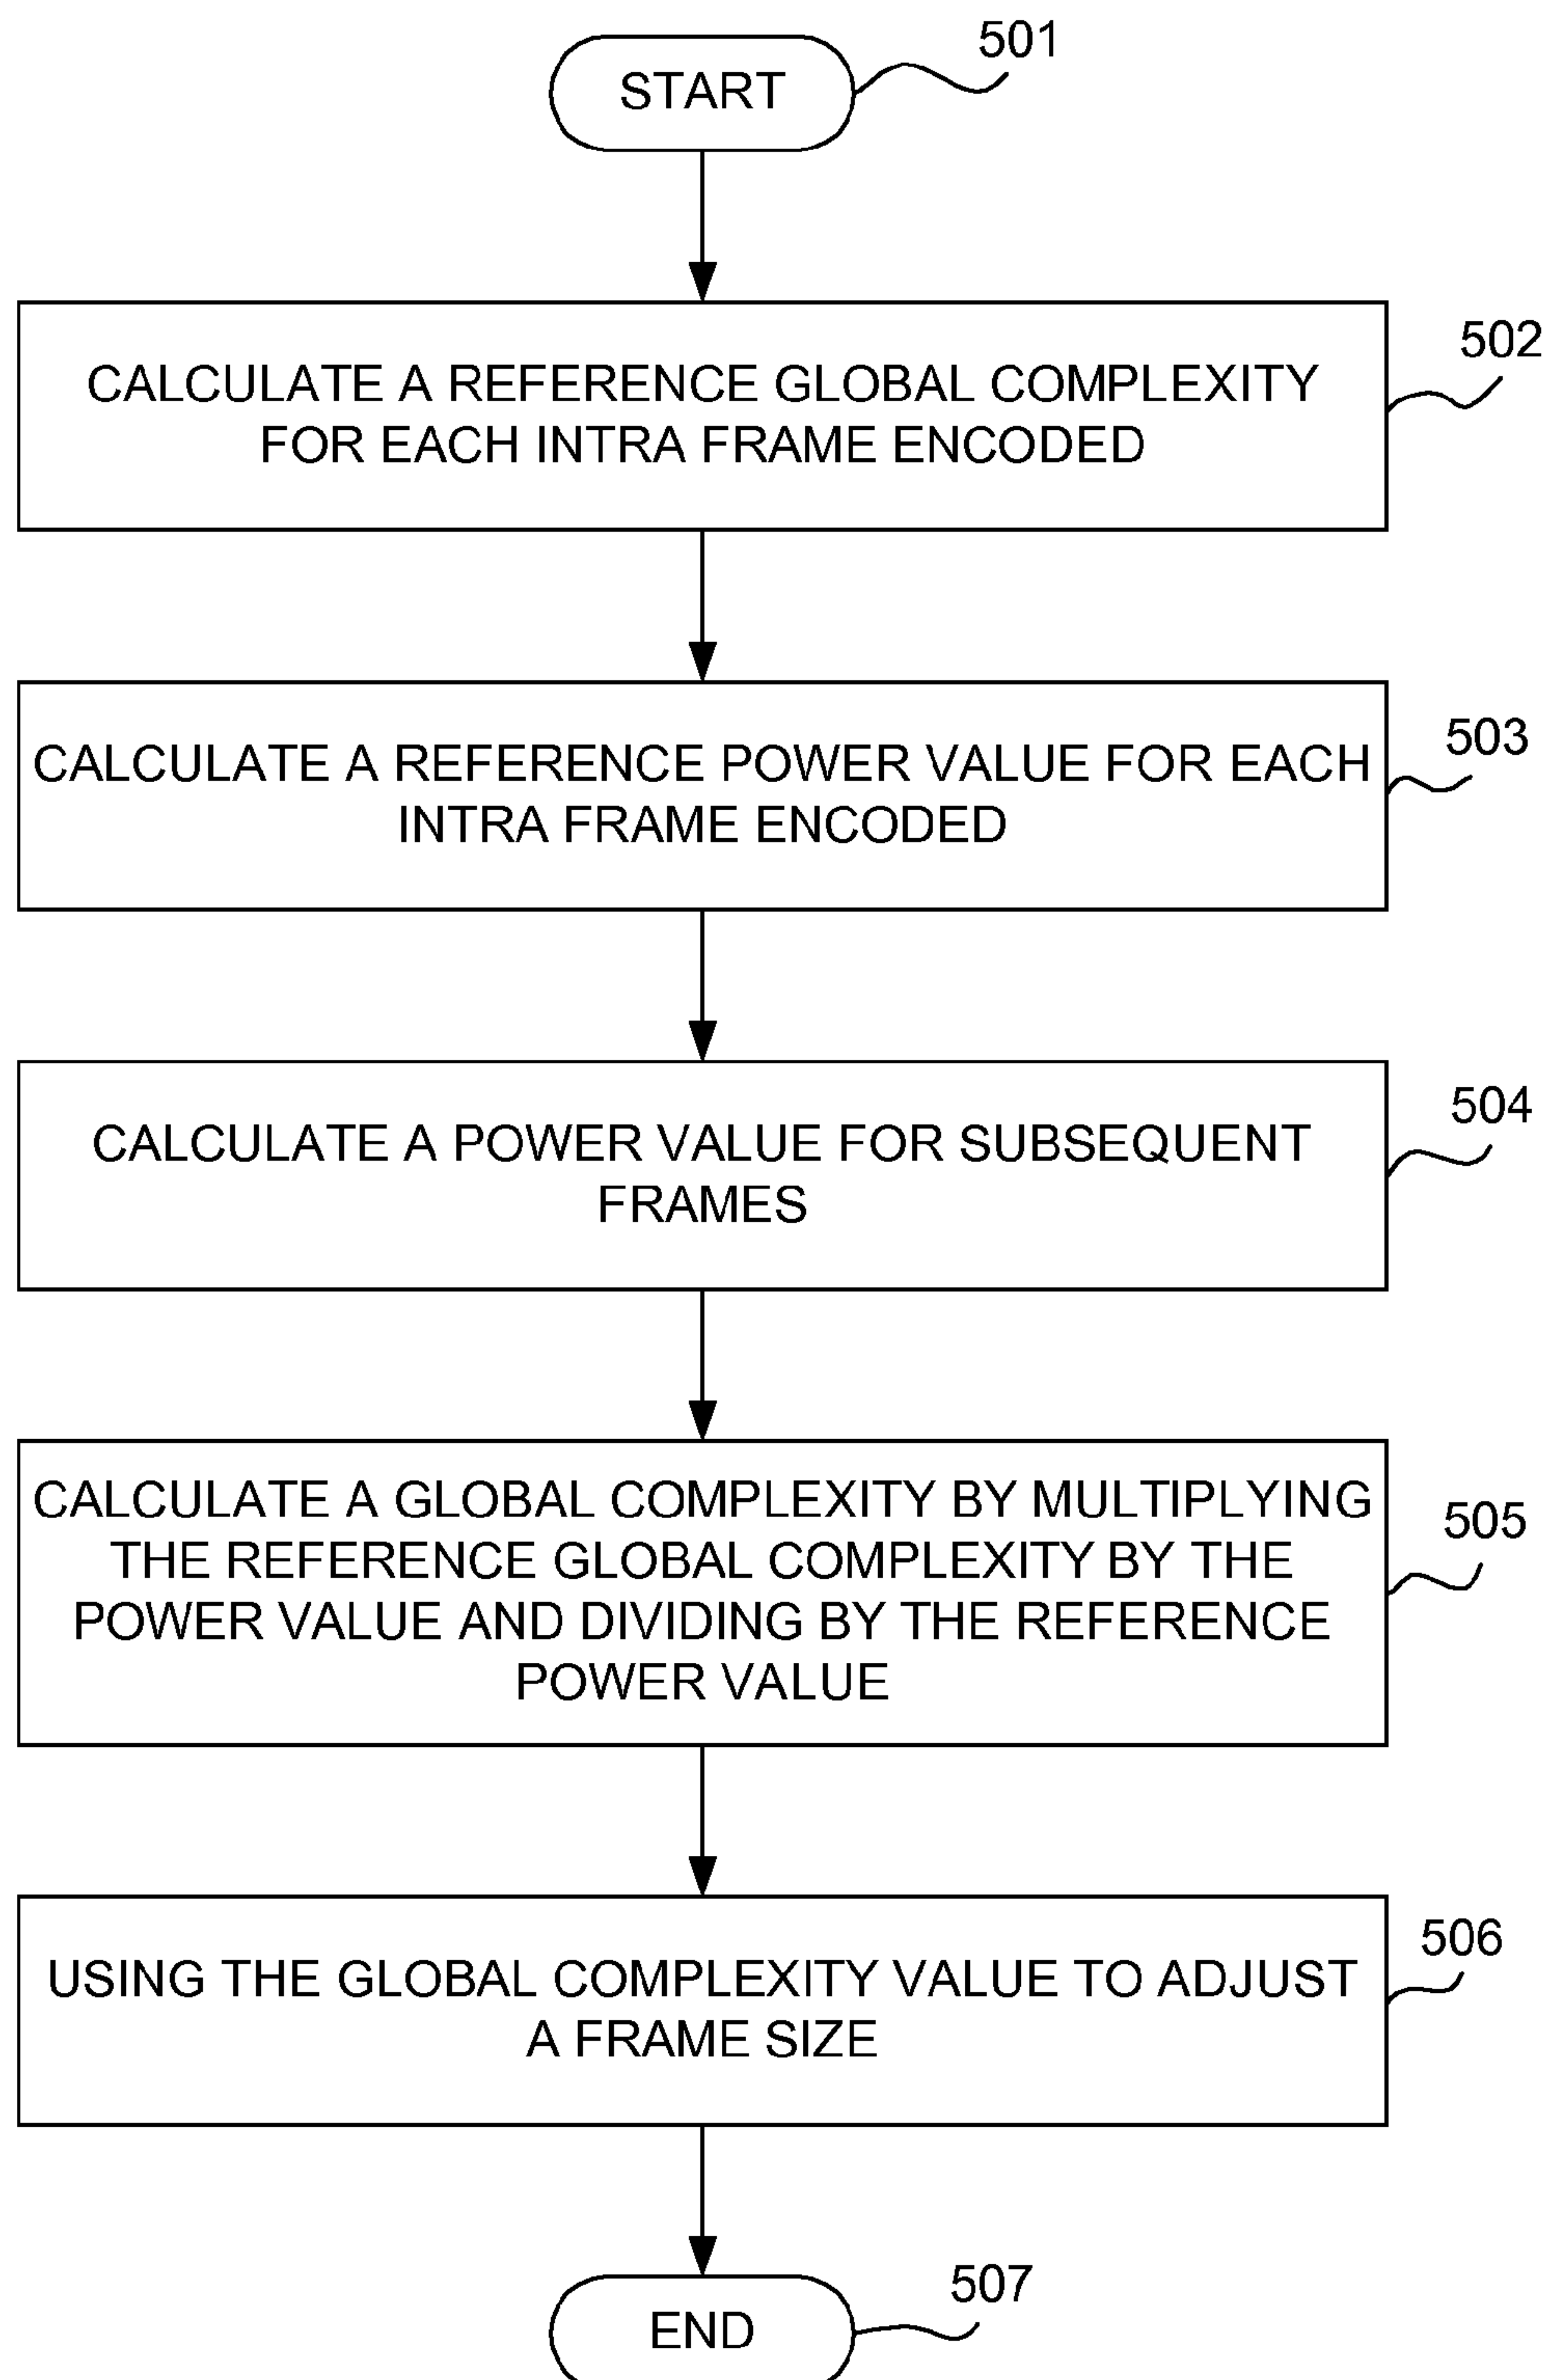 START
501
CALCULATE A REFERENCE GLOBAL COMPLEXITY
FOR EACH INTRA FRAME ENCODED
502
CALCULATE A REFERENCE POWER VALUE FOR EACH
INTRA FRAME ENCODED
503
CALCULATE A POWER VALUE FOR SUBSEQUENT
FRAMES
504
CALCULATE A GLOBAL COMPLEXITY BY MULTIPLYING
THE REFERENCE GLOBAL COMPLEXITY BY THE
POWER VALUE AND DIVIDING BY THE REFERENCE
POWER VALUE
505
USING THE GLOBAL COMPLEXITY VALUE TO ADJUST
A FRAME SIZE
506
END
507